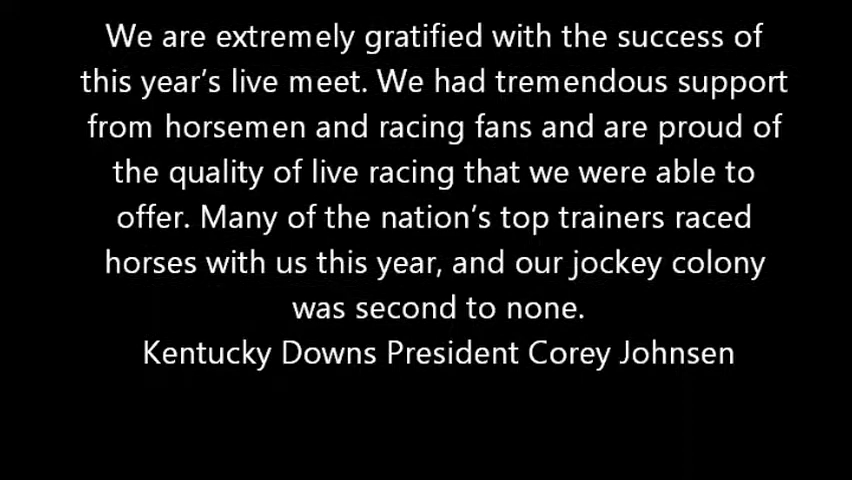 We are extremely gratified with the success of
this year’s live meet. We had tremendous support
from horsemen and racing fans and are proud of
the quality of live racing that we were able to
offer. Many of the nation’s top trainers raced
horses with us this year, and our jockey colony
was second to none.
Kentucky Downs President Corey Johnsen